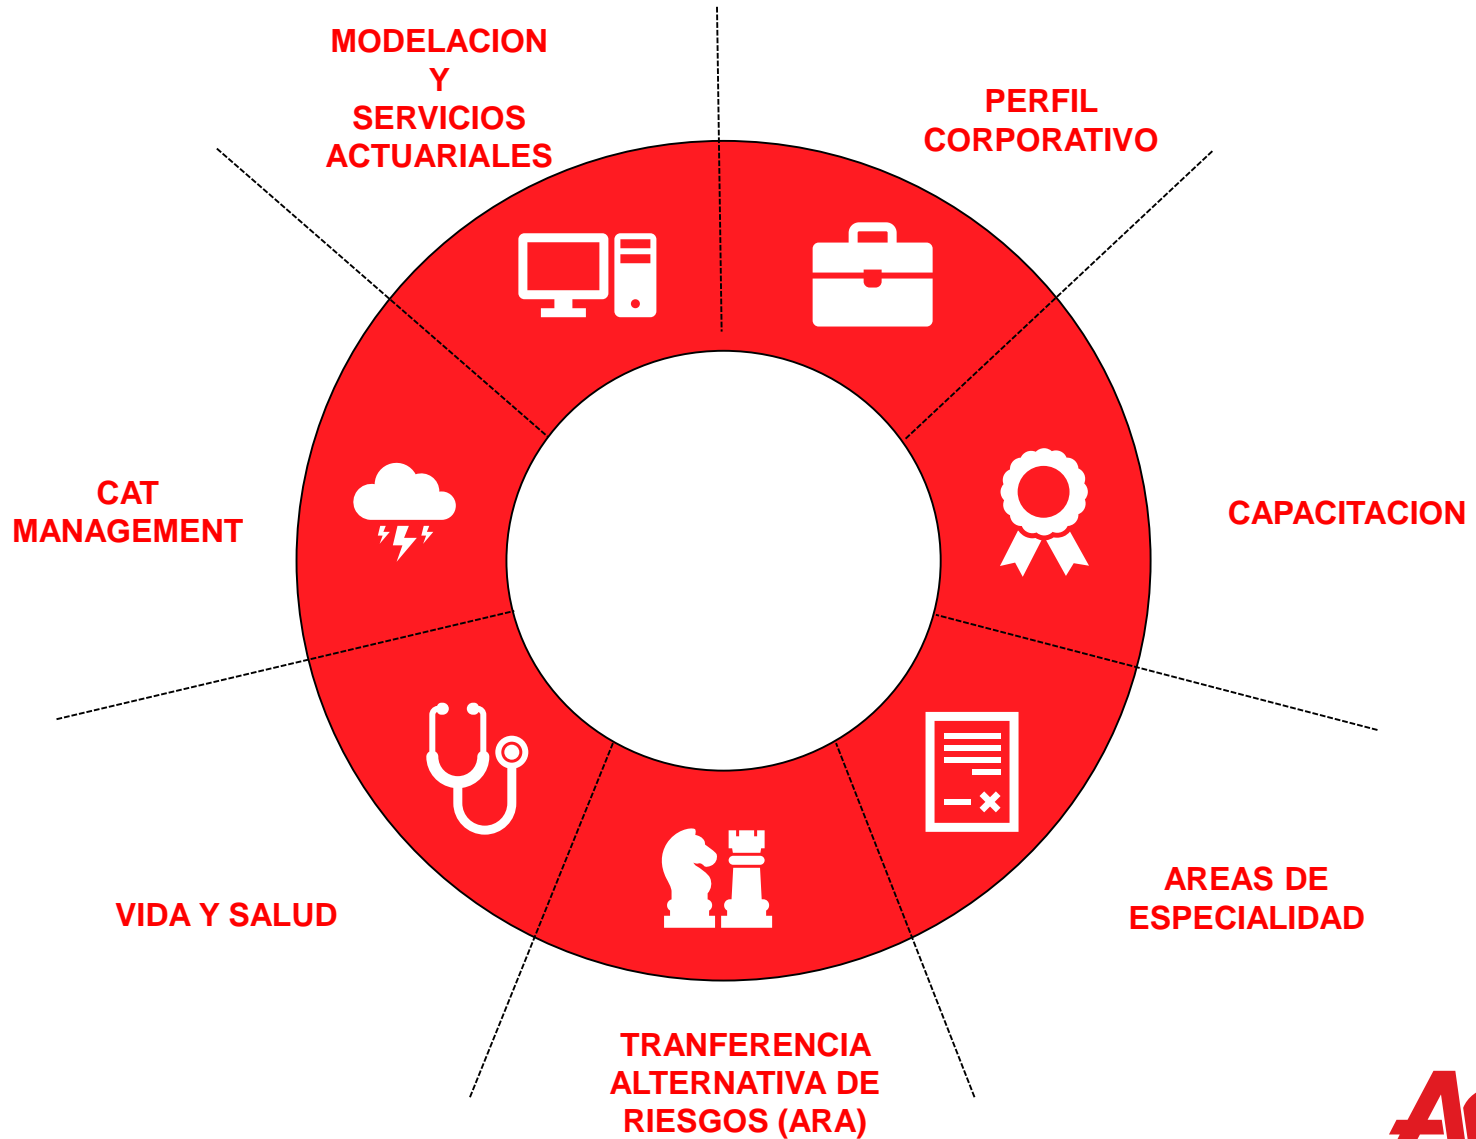 MODELACION
Y
SERVICIOS
ACTUARIALES
PERFIL
CORPORATIVO
CAT
MANAGEMENT
CAPACITACION
VIDA Y SALUD
AREAS DE
ESPECIALIDAD
TRANFERENCIA
ALTERNATIVA DE
RIESGOS (ARA)